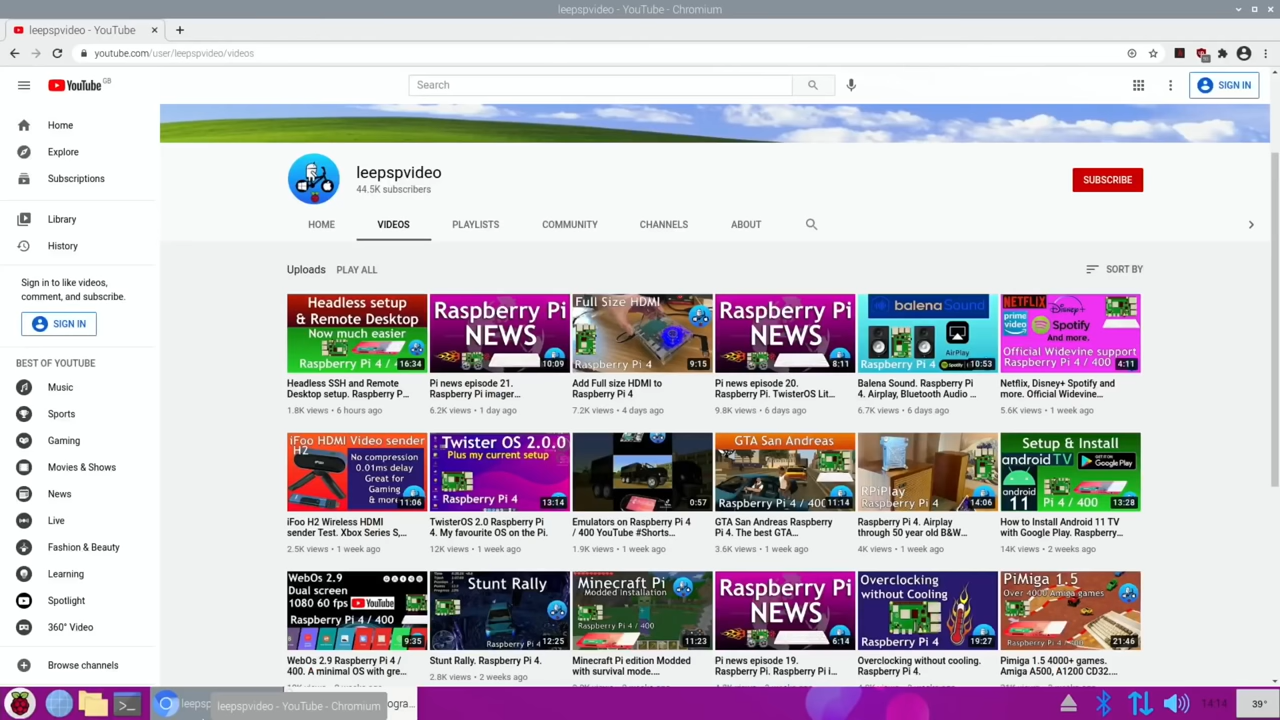 leepspvideo - YouTube - Chromium
leepspvideo - YouTube
youtube.com/user/leepspvideo/videos
YouTube GB
Search
SIGN IN
Home
Explore
Subscriptions
Library
History
Sign in to like videos,
comment, and subscribe.
SIGN IN
BEST OF YOUTUBE
Music
Sports
Gaming
Movies & Shows
News
Live
Fashion & Beauty
Learning
Spotlight
360° Video
Browse channels
leepspvideo
44.5K subscribers
SUBSCRIBE
HOME VIDEOS PLAYLISTS COMMUNITY CHANNELS ABOUT
Uploads PLAY ALL
SORT BY
Headless setup
& Remote Desktop
Now much easier
Raspberry Pi 4 /
16:34
Headless SSH and Remote
Desktop setup. Raspberry P...
1.8K views • 6 hours ago
Raspberry Pi
NEWS
10:09
Pi news episode 21.
Raspberry Pi imager...
6.2K views • 1 day ago
Full Size HDMI
Raspberry Pi 4
9:15
Add Full size HDMI to
Raspberry Pi 4
7.2K views • 4 days ago
Raspberry Pi
NEWS
8:11
Pi news episode 20.
Raspberry Pi. TwisterOS Lit...
9.8K views • 6 days ago
balenaSound
AirPlay
Raspberry Pi 4
Spotify
10:53
Balena Sound. Raspberry Pi
4. Airplay, Bluetooth Audio ...
6.7K views • 6 days ago
NETFLIX
Disney+
prime video
Spotify
And more.
Official Widevine support
Raspberry Pi 4 / 400
4:11
Netflix, Disney+ Spotify and
more. Official Widevine...
5.6K views • 1 week ago
iFoo HDMI Video sender
H2
No compression
0.01ms delay
Great for
Gaming
& more
11:06
iFoo H2 Wireless HDMI
sender Test. Xbox Series S,...
2.5K views • 1 week ago
Twister OS 2.0.0
Plus my current setup
Raspberry Pi 4
13:14
TwisterOS 2.0 Raspberry Pi
4. My favourite OS on the Pi.
12K views • 1 week ago
0:57
Emulators on Raspberry Pi 4
/ 400 YouTube #Shorts...
1.9K views • 1 week ago
GTA San Andreas
Raspberry Pi 4 / 400
11:14
GTA San Andreas Raspberry
Pi 4. The best GTA...
3.6K views • 1 week ago
RPiPlay
Raspberry Pi 4
14:06
Raspberry Pi 4. Airplay
through 50 year old B&W...
4K views • 1 week ago
Setup & Install
android TV
GET IT ON
Google Play
android
11
Pi 4 / 400
13:28
How to Install Android 11 TV
with Google Play. Raspberry...
14K views • 2 weeks ago
WebOs 2.9
Dual screen
1080 60 fps
YouTube
Raspberry Pi 4 / 400
9:35
WebOs 2.9 Raspberry Pi 4 /
400. A minimal OS with gre...
Stunt Rally
Raspberry Pi 4
12:25
Stunt Rally. Raspberry Pi 4.
2.8K views • 2 weeks ago
Minecraft Pi
Modded Installation
Raspberry Pi 4 / 400
11:23
Minecraft Pi edition Modded
with survival mode....
Raspberry Pi
NEWS
6:14
Pi news episode 19.
Raspberry Pi. Raspberry Pi i...
Overclocking
without Cooling
Raspberry Pi 4
19:27
Overclocking without cooling.
Raspberry Pi 4.
PiMiga 1.5
Over 4000 Amiga games
Raspberry Pi 4 / 400
21:46
Pimiga 1.5 4000+ games.
Amiga A500, A1200 CD32....
leepspvideo - YouTube - Chromium
14:14
39°